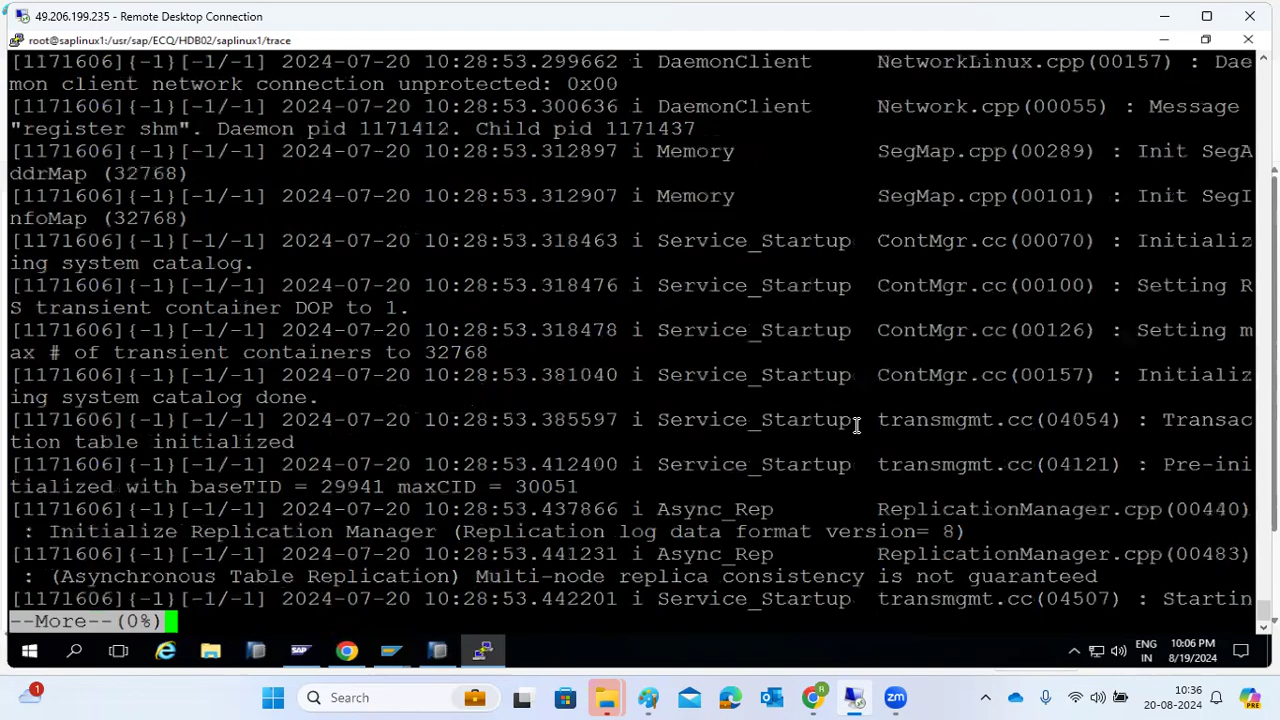 49.206.199.235 - Remote Desktop Connection
root@saplinux1:/usr/sap/ECQ/HDB02/saplinux1/trace
[1171606]{-1}[-1/-1] 2024-07-20 10:28:53.299662 i DaemonClient     NetworkLinux.cpp(00157) : Dae
mon client network connection unprotected: 0x00
[1171606]{-1}[-1/-1] 2024-07-20 10:28:53.300636 i DaemonClient     Network.cpp(00055) : Message
"register shm". Daemon pid 1171412. Child pid 1171437
[1171606]{-1}[-1/-1] 2024-07-20 10:28:53.312897 i Memory           SegMap.cpp(00289) : Init SegA
ddrMap (32768)
[1171606]{-1}[-1/-1] 2024-07-20 10:28:53.312907 i Memory           SegMap.cpp(00101) : Init SegI
nfoMap (32768)
[1171606]{-1}[-1/-1] 2024-07-20 10:28:53.318463 i Service_Startup  ContMgr.cc(00070) : Initializ
ing system catalog.
[1171606]{-1}[-1/-1] 2024-07-20 10:28:53.318476 i Service_Startup  ContMgr.cc(00100) : Setting R
S transient container DOP to 1.
[1171606]{-1}[-1/-1] 2024-07-20 10:28:53.318478 i Service_Startup  ContMgr.cc(00126) : Setting m
ax # of transient containers to 32768
[1171606]{-1}[-1/-1] 2024-07-20 10:28:53.381040 i Service_Startup  ContMgr.cc(00157) : Initializ
ing system catalog done.
[1171606]{-1}[-1/-1] 2024-07-20 10:28:53.385597 i Service_Startup  transmgmt.cc(04054) : Transac
tion table initialized
[1171606]{-1}[-1/-1] 2024-07-20 10:28:53.412400 i Service_Startup  transmgmt.cc(04121) : Pre-ini
tialized with baseTID = 29941 maxCID = 30051
[1171606]{-1}[-1/-1] 2024-07-20 10:28:53.437866 i Async_Rep        ReplicationManager.cpp(00440)
 : Initialize Replication Manager (Replication log data format version= 8)
[1171606]{-1}[-1/-1] 2024-07-20 10:28:53.441231 i Async_Rep        ReplicationManager.cpp(00483)
 : (Asynchronous Table Replication) Multi-node replica consistency is not guaranteed
[1171606]{-1}[-1/-1] 2024-07-20 10:28:53.442201 i Service_Startup  transmgmt.cc(04507) : Startin
--More--(0%)
ENG
IN
10:06 PM
8/19/2024
1
Search
PRE
10:36
20-08-2024